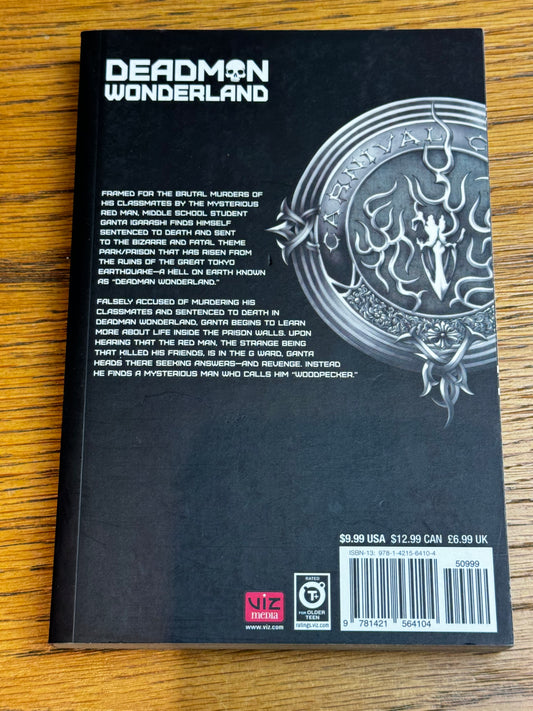 DEADMAN
WONDERLAND
CARNIVAL C
FRAMED FOR THE BRUTAL MURDERS OF
HIS CLASSMATES BY THE MYSTERIOUS
RED MAN, MIDDLE SCHOOL STUDENT
GANTA IGARASHI FINDS HIMSELF
SENTENCED TO DEATH AND SENT
TO THE BIZARRE AND FATAL THEME
PARK/PRISON THAT HAS RISEN FROM
THE RUINS OF THE GREAT TOKYO
EARTHQUAKE—A HELL ON EARTH KNOWN
AS "DEADMAN WONDERLAND."
FALSELY ACCUSED OF MURDERING HIS
CLASSMATES AND SENTENCED TO DEATH IN
DEADMAN WONDERLAND, GANTA BEGINS TO LEARN
MORE ABOUT LIFE INSIDE THE PRISON WALLS. UPON
HEARING THAT THE RED MAN, THE STRANGE BEING
THAT KILLED HIS FRIENDS, IS IN THE G WARD, GANTA
HEADS THERE SEEKING ANSWERS—AND REVENGE. INSTEAD
HE FINDS A MYSTERIOUS MAN WHO CALLS HIM "WOODPECKER."
$9.99 USA $12.99 CAN £6.99 UK
ISBN-13: 978-1-4215-6410-4
50999
9 781421 564104
viz
media
www.viz.com
RATED
T+
FOR OLDER
TEEN
ratings.viz.com